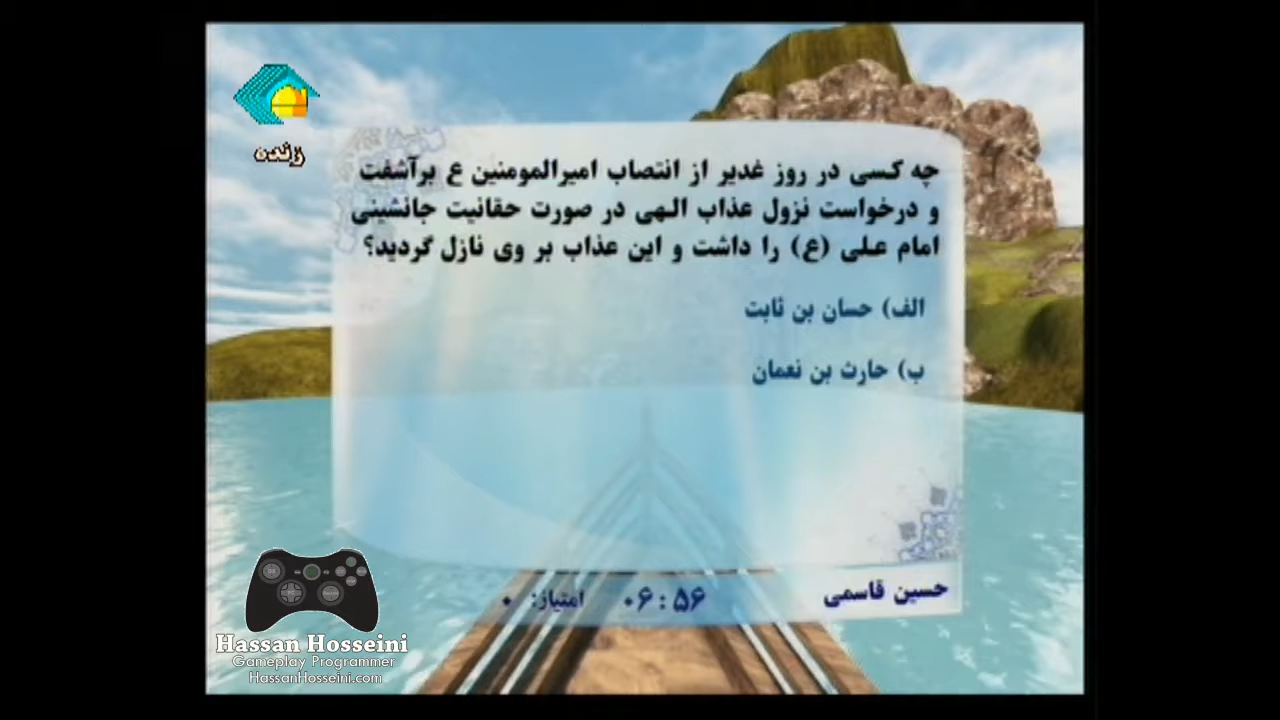 زنده
چه کسی در روز غدیر از انتصاب امیرالمومنین ع برآشفت
و درخواست نزول عذاب الهی در صورت حقانیت جانشینی
امام علی (ع) را داشت و این عذاب بر وی نازل گردید؟
الف) حسان بن ثابت
ب) حارث بن نعمان
حسین قاسمی
۰۶:۵۶
امتیاز: ۰
Hassan Hosseini
Gameplay Programmer
HassanHosseini.com